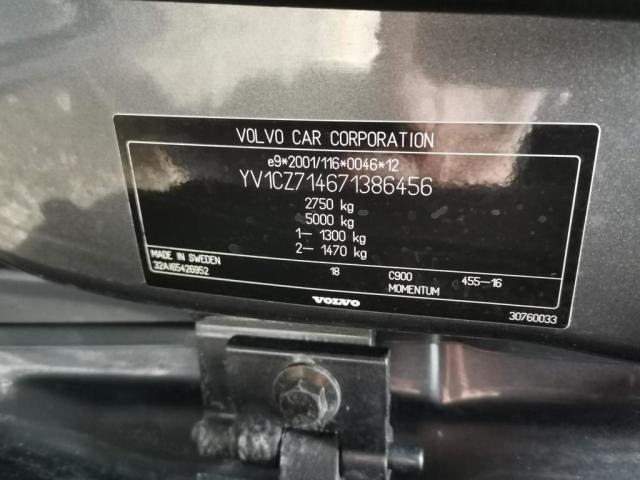 VOLVO CAR CORPORATION
e9*2001/116*0046*12
YV1CZ714671386456
2750 kg
5000 kg
1- 1300 kg
2- 1470 kg
MADE IN SWEDEN 18 C900 455-16
32A165426952 MOMENTUM
VOLVO
30760033